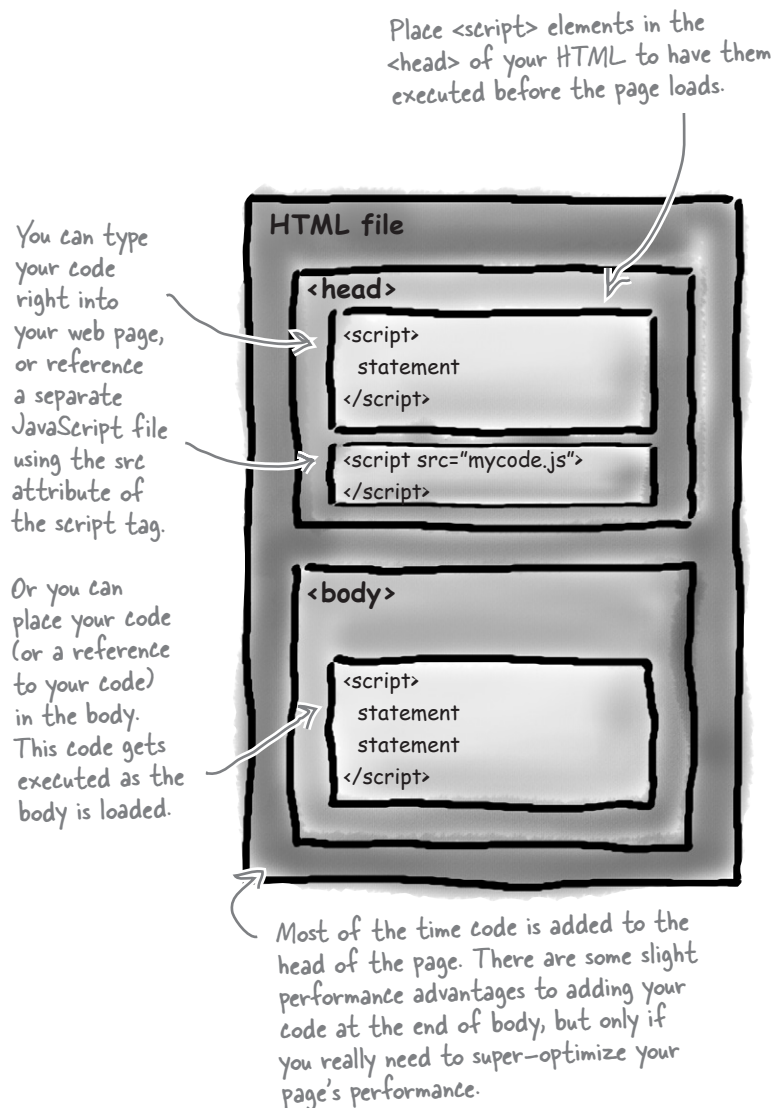 Place <script> elements in the
<head> of your HTML to have them
executed before the page loads.
You can type
your code
right into
your web page,
or reference
a separate
JavaScript file
using the src
attribute of
the script tag.
Or you can
place your code
(or a reference
to your code)
in the body.
This code gets
executed as the
body is loaded.
HTML file
<head>
<script>
statement
</script>
<script src="mycode.js">
</script>
<body>
<script>
statement
statement
</script>
Most of the time code is added to the
head of the page. There are some slight
performance advantages to adding your
code at the end of body, but only if
you really need to super-optimize your
page's performance.